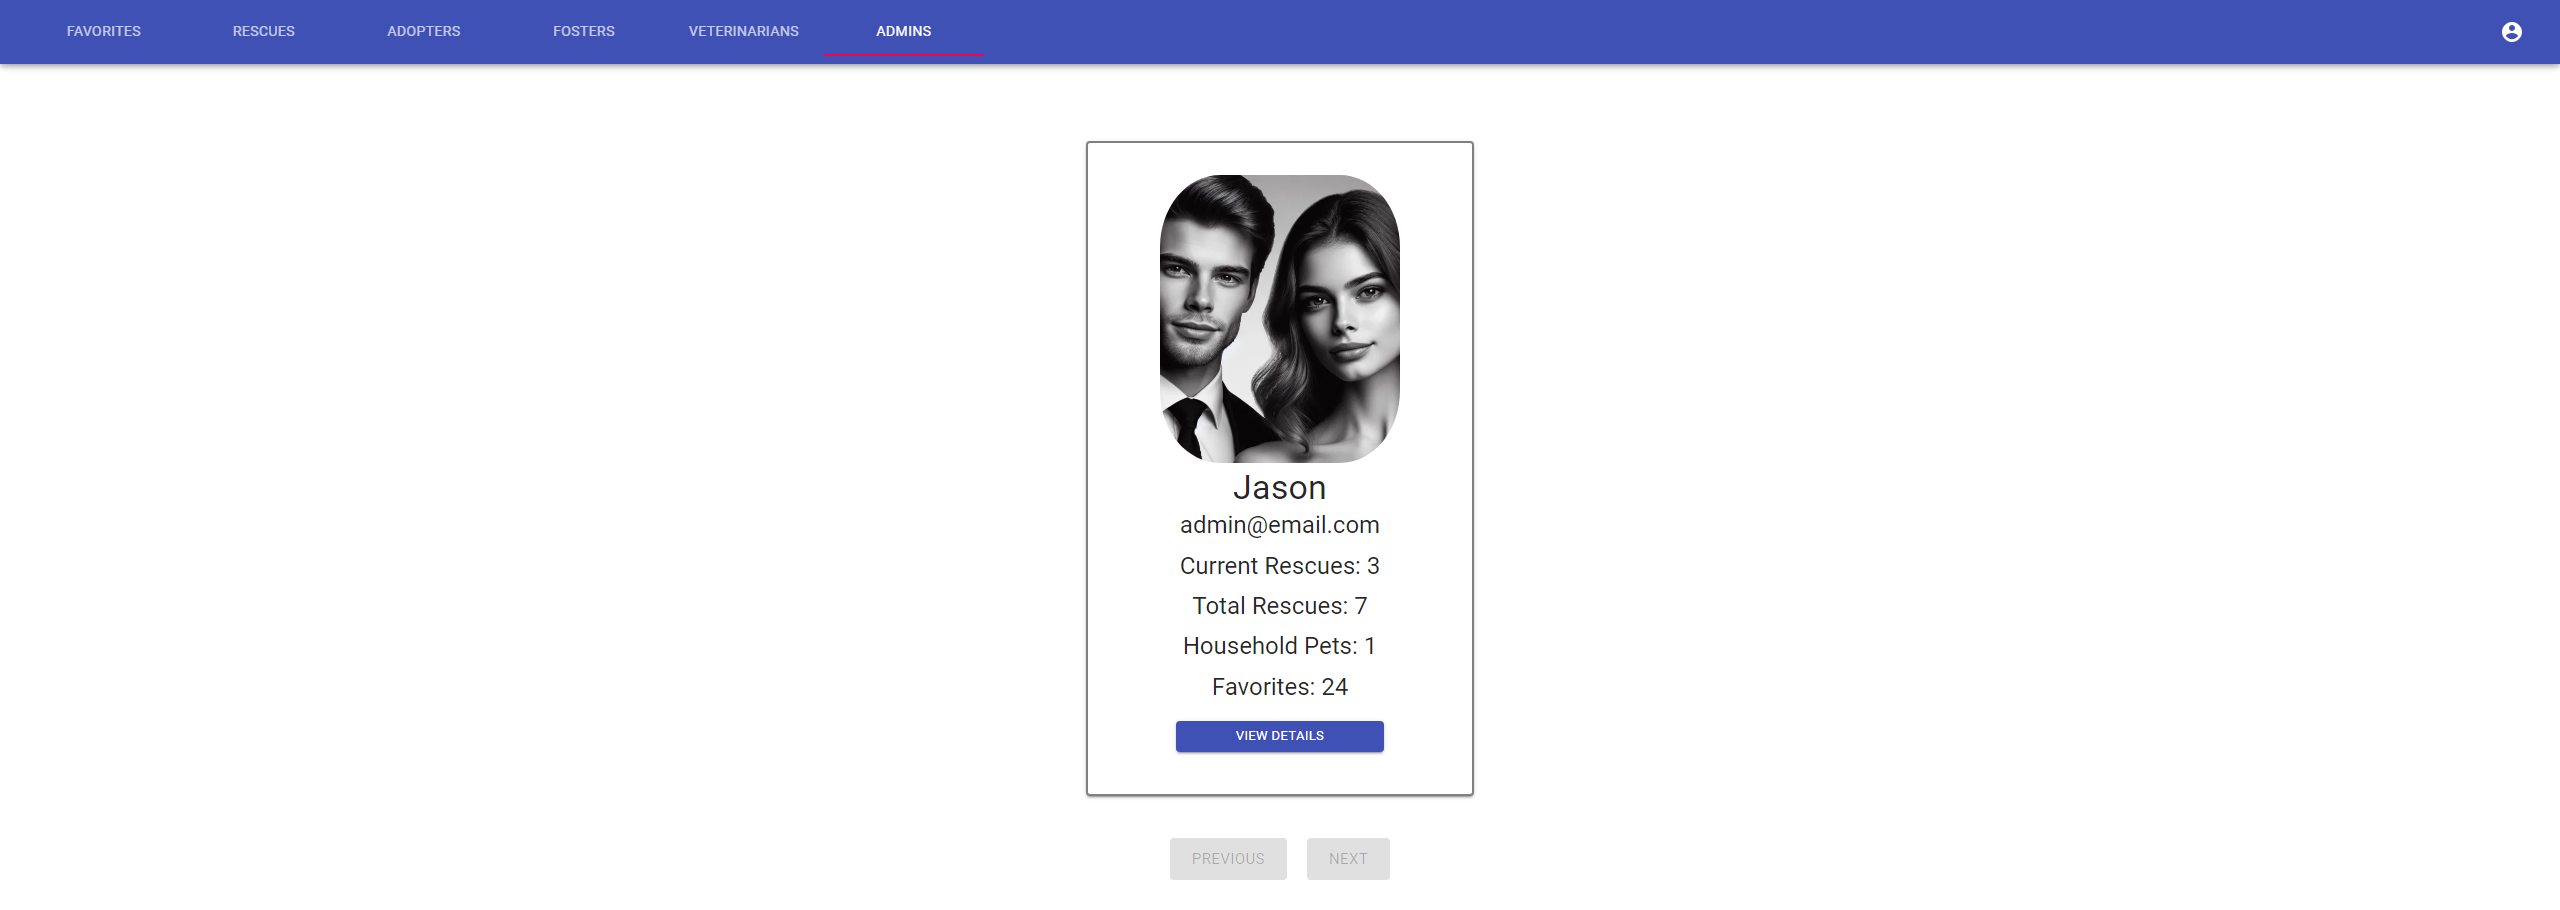 FAVORITES RESCUES ADOPTERS FOSTERS VETERINARIANS ADMINS
Jason
admin@email.com
Current Rescues: 3
Total Rescues: 7
Household Pets: 1
Favorites: 24
VIEW DETAILS
PREVIOUS NEXT